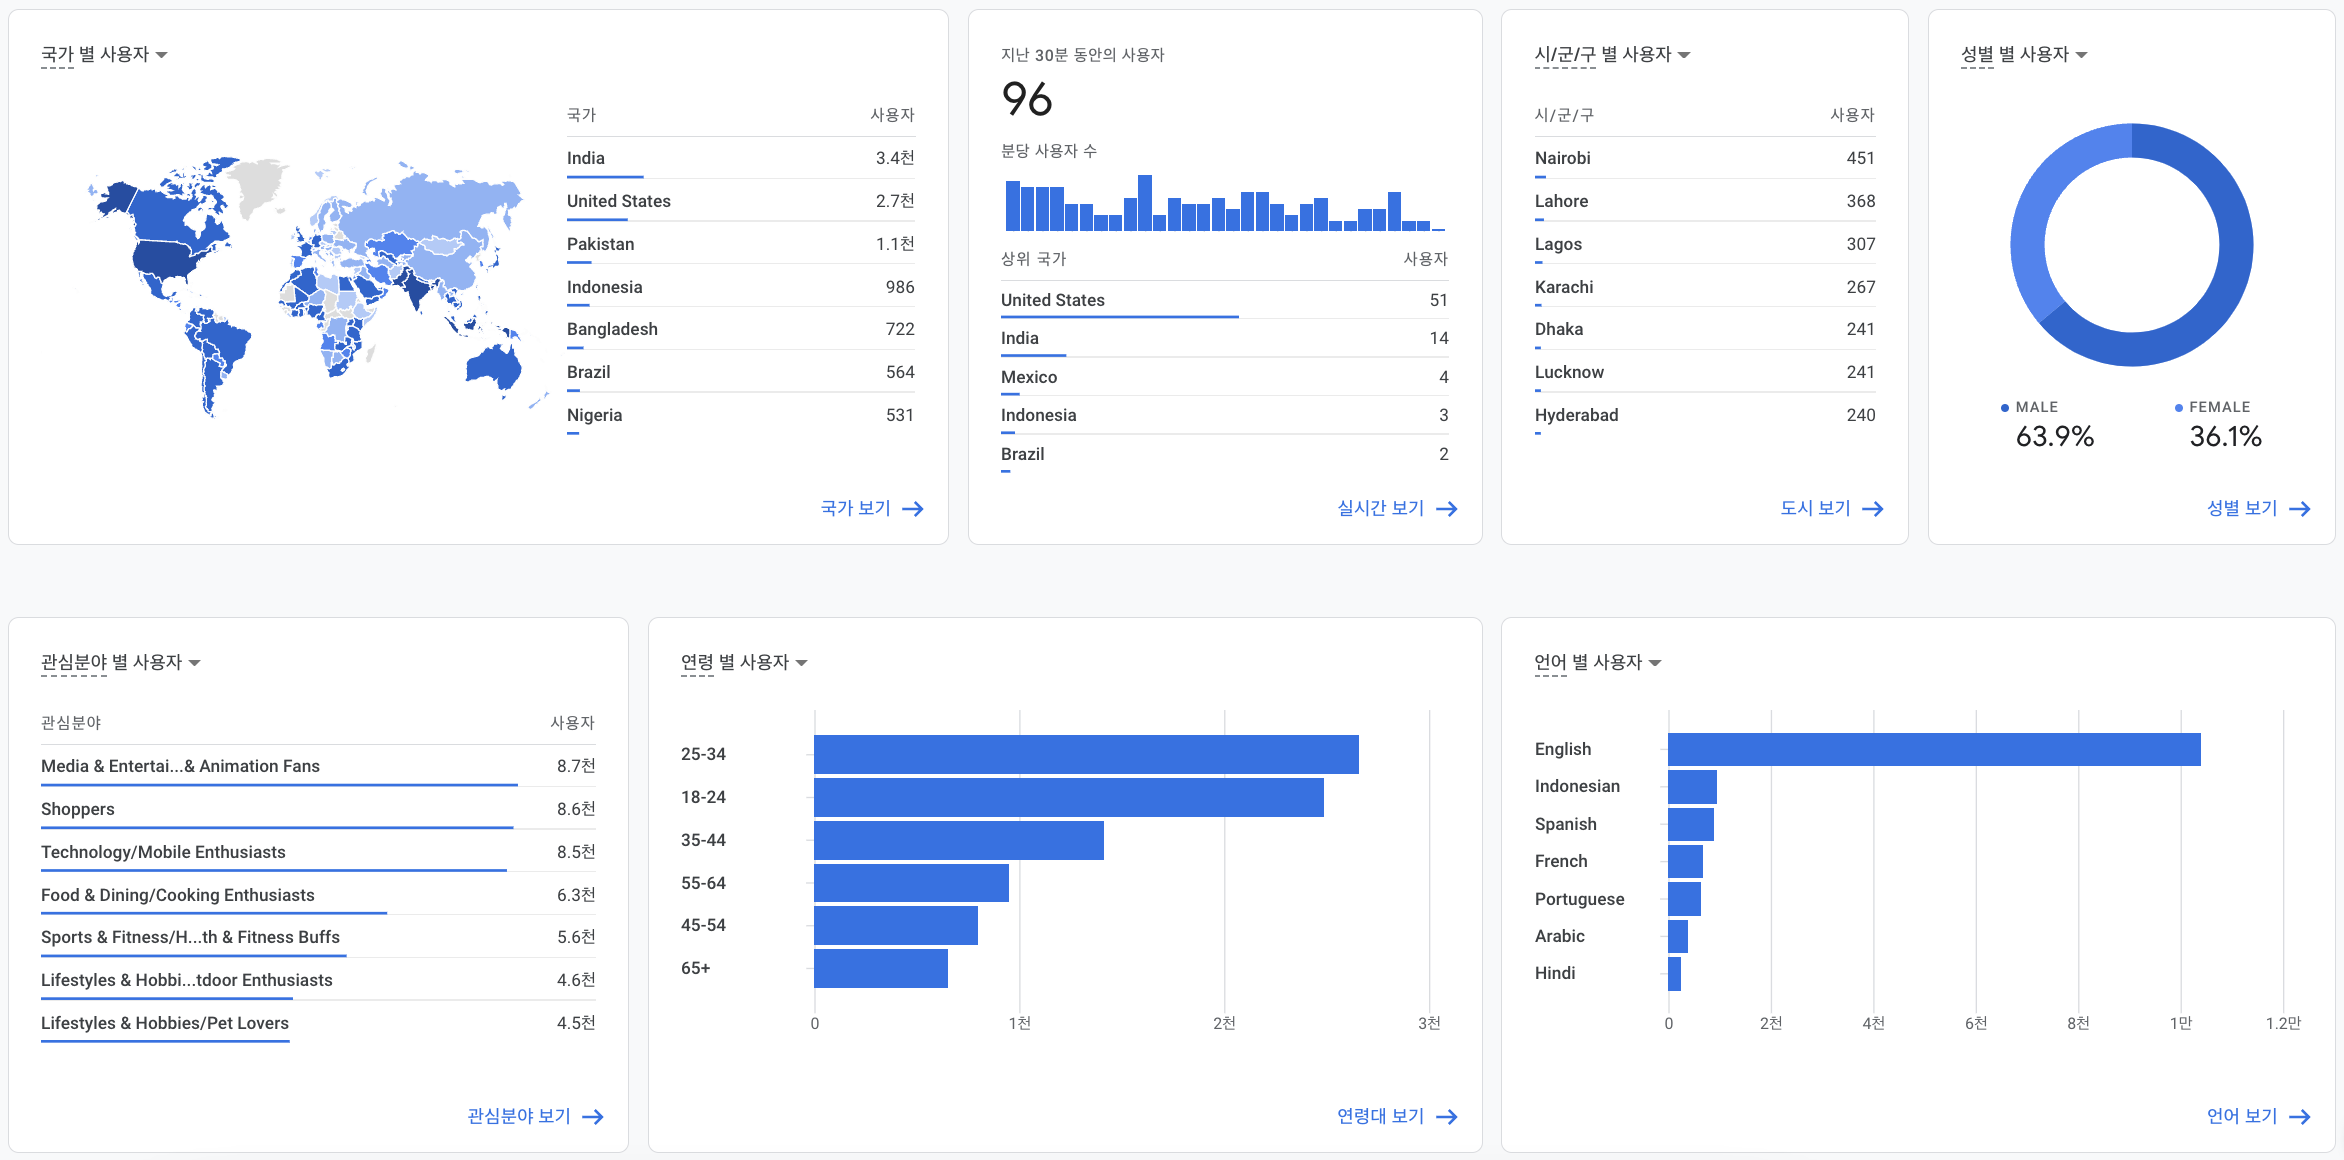 국가 별 사용자
국가 사용자
India 3.4천
United States 2.7천
Pakistan 1.1천
Indonesia 986
Bangladesh 722
Brazil 564
Nigeria 531
국가 보기
지난 30분 동안의 사용자
96
분당 사용자 수
상위 국가 사용자
United States 51
India 14
Mexico 4
Indonesia 3
Brazil 2
실시간 보기
시/군/구 별 사용자
시/군/구 사용자
Nairobi 451
Lahore 368
Lagos 307
Karachi 267
Dhaka 241
Lucknow 241
Hyderabad 240
도시 보기
성별 별 사용자
MALE FEMALE
63.9% 36.1%
성별 보기
관심분야 별 사용자
관심분야 사용자
Media & Entertai...& Animation Fans 8.7천
Shoppers 8.6천
Technology/Mobile Enthusiasts 8.5천
Food & Dining/Cooking Enthusiasts 6.3천
Sports & Fitness/H...th & Fitness Buffs 5.6천
Lifestyles & Hobbi...tdoor Enthusiasts 4.6천
Lifestyles & Hobbies/Pet Lovers 4.5천
관심분야 보기
연령 별 사용자
25-34
18-24
35-44
55-64
45-54
65+
0 1천 2천 3천
연령대 보기
언어 별 사용자
English
Indonesian
Spanish
French
Portuguese
Arabic
Hindi
0 2천 4천 6천 8천 1만 1.2만
언어 보기